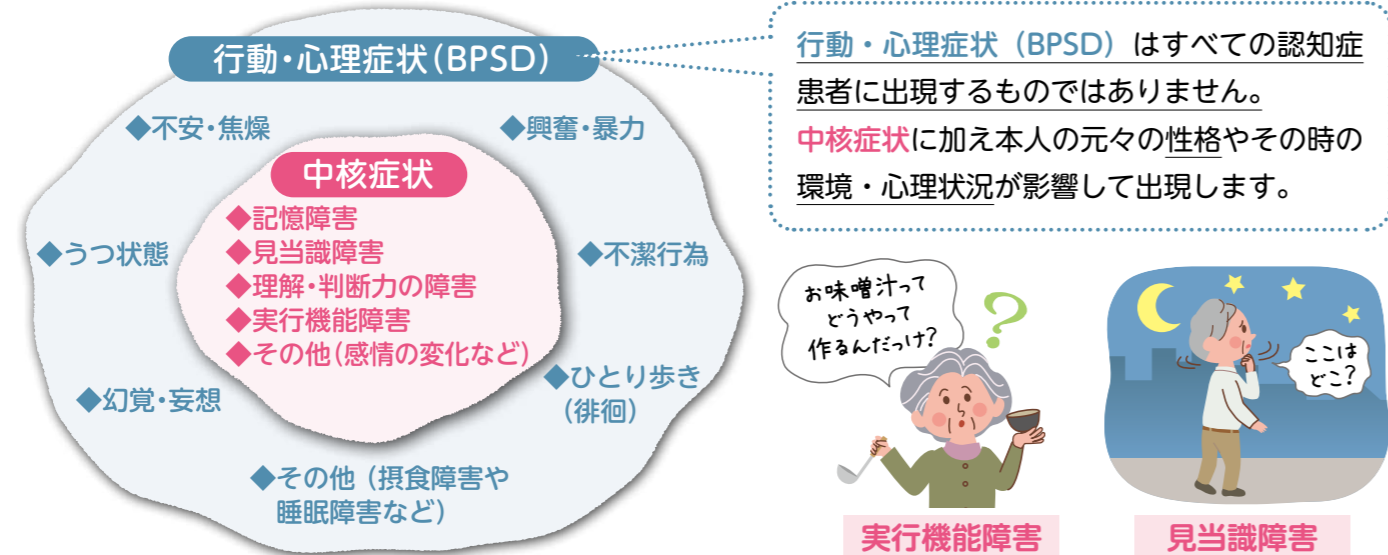 行動・心理症状(BPSD)
◆不安・焦燥
◆興奮・暴力
◆うつ状態
◆不潔行為
◆幻覚・妄想
◆ひとり歩き
(徘徊)
◆その他(摂食障害や
睡眠障害など)
中核症状
◆記憶障害
◆見当識障害
◆理解・判断力の障害
◆実行機能障害
◆その他(感情の変化など)
行動・心理症状(BPSD)はすべての認知症
患者に出現するものではありません。
中核症状に加え本人の元々の性格やその時の
環境・心理状況が影響して出現します。
お味噌汁って
どうやって
作るんだっけ?
?
実行機能障害
ここは
どこ?
見当識障害